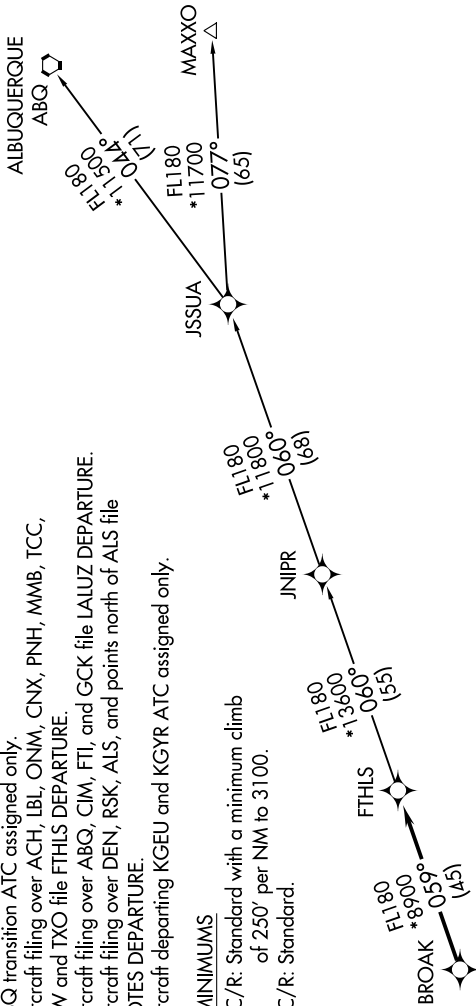 Q transition ATC assigned only.
craft filing over ACH, LBL, ONM, CNX, PNH, MMB, TCC,
W and TXO file FTHLS DEPARTURE.
craft filing over ABQ, CIM, FTI, and GCK file LALUZ DEPARTURE.
craft filing over DEN, RSK, ALS, and points north of ALS file
OTES DEPARTURE.
craft departing KGEU and KGYR ATC assigned only.
MINIMUMS
C/R: Standard with a minimum climb
of 250' per NM to 3100.
C/R: Standard.
ALBUQUERQUE
ABQ
FL180
*11500
044°
(71)
MAXXO
FL180
*11700
077°
(65)
JSSUA
FL180
*11800
060°
(68)
JNIPR
FL180
*13600
060°
(55)
FTHLS
FL180
*8900
059°
(45)
BROAK